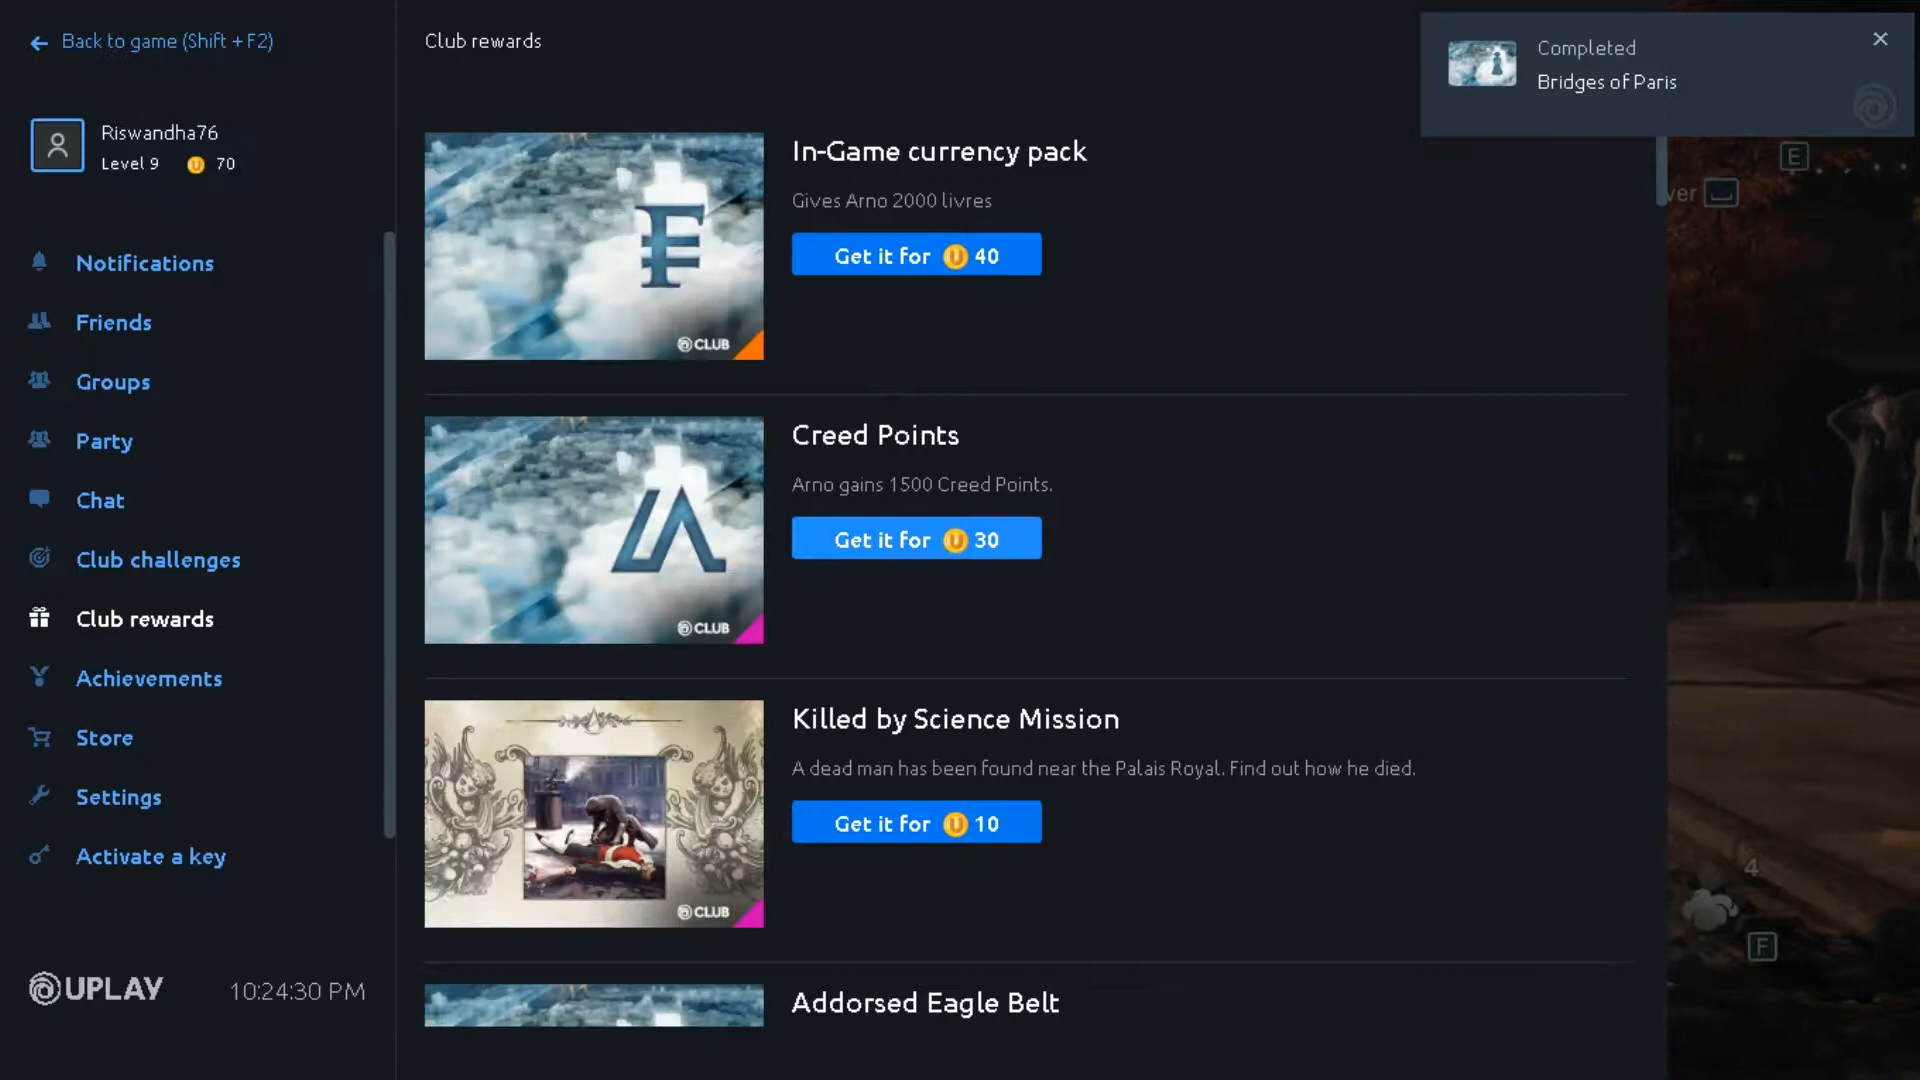 Back to game (Shift + F2)
Club rewards
Completed
Bridges of Paris
Riswandha76
Level 9 70
E
ver
In-Game currency pack
Gives Arno 2000 livres
Get it for 40
CLUB
Notifications
Friends
Groups
Party
Chat
Club challenges
Club rewards
Achievements
Store
Settings
Activate a key
Creed Points
Arno gains 1500 Creed Points.
Get it for 30
CLUB
Killed by Science Mission
A dead man has been found near the Palais Royal. Find out how he died.
Get it for 10
CLUB
4
F
UPLAY 10:24:30 PM
Addorsed Eagle Belt